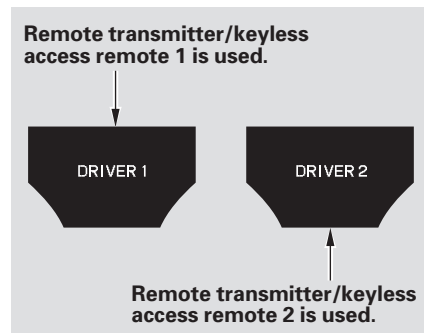 Remote transmitter/keyless
access remote 1 is used.
DRIVER 1
DRIVER 2
Remote transmitter/keyless
access remote 2 is used.